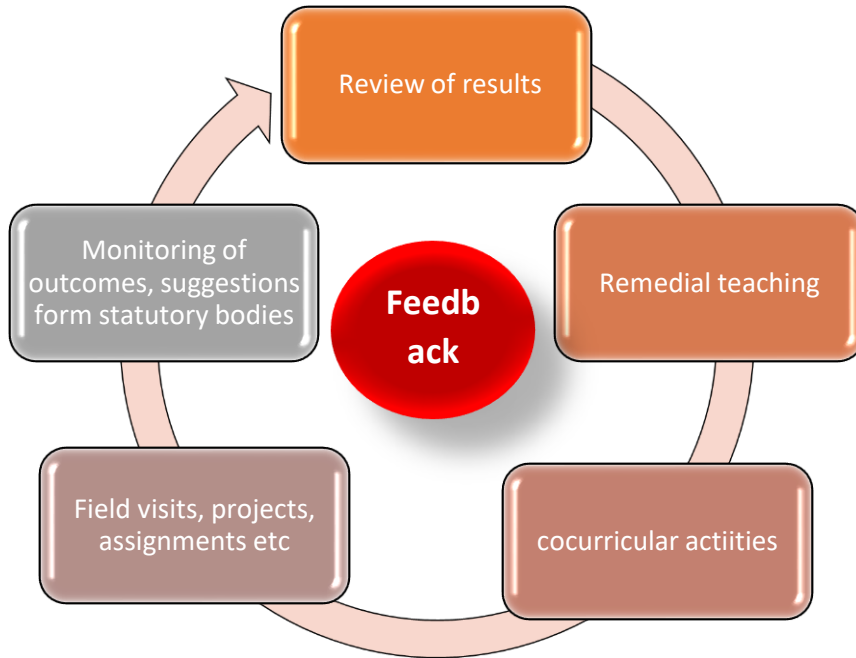 Review of results
Remedial teaching
cocurricular actiities
Field visits, projects,
assignments etc
Monitoring of
outcomes, suggestions
form statutory bodies
Feedb
ack